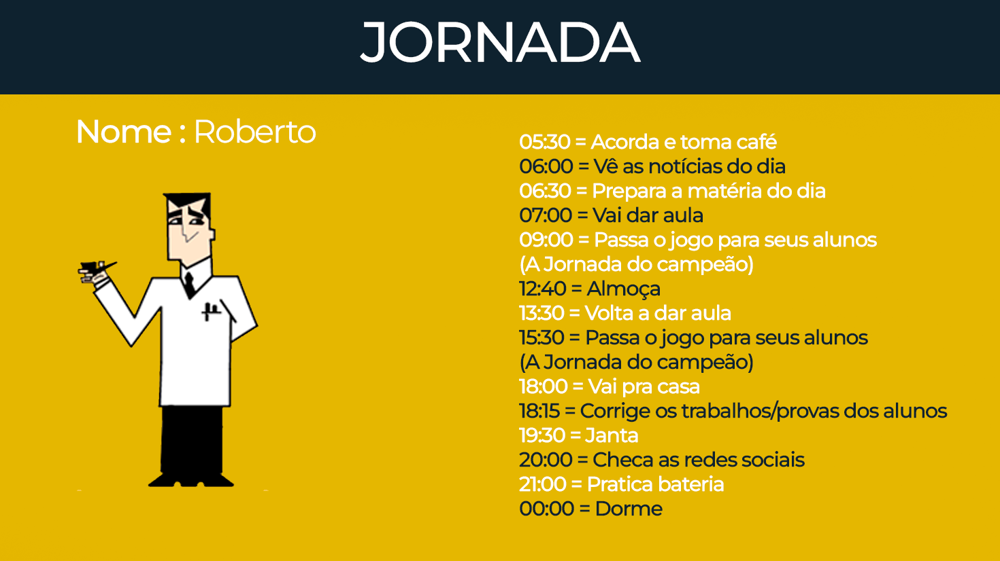 JORNADA
Nome : Roberto
05:30 = Acorda e toma café
06:00 = Vê as notícias do dia
06:30 = Prepara a matéria do dia
07:00 = Vai dar aula
09:00 = Passa o jogo para seus alunos
(A Jornada do campeão)
12:40 = Almoça
13:30 = Volta a dar aula
15:30 = Passa o jogo para seus alunos
(A Jornada do campeão)
18:00 = Vai pra casa
18:15 = Corrige os trabalhos/provas dos alunos
19:30 = Janta
20:00 = Checa as redes sociais
21:00 = Pratica bateria
00:00 = Dorme